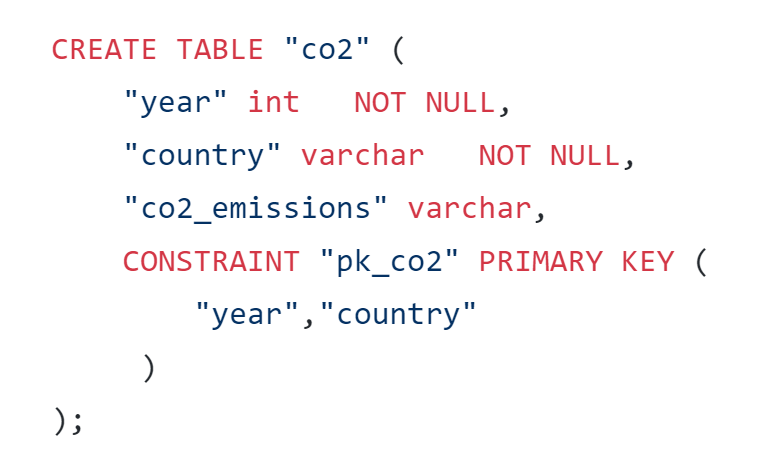 CREATE TABLE "co2" (
    "year" int   NOT NULL,
    "country" varchar   NOT NULL,
    "co2_emissions" varchar,
    CONSTRAINT "pk_co2" PRIMARY KEY (
        "year","country"
     )
);